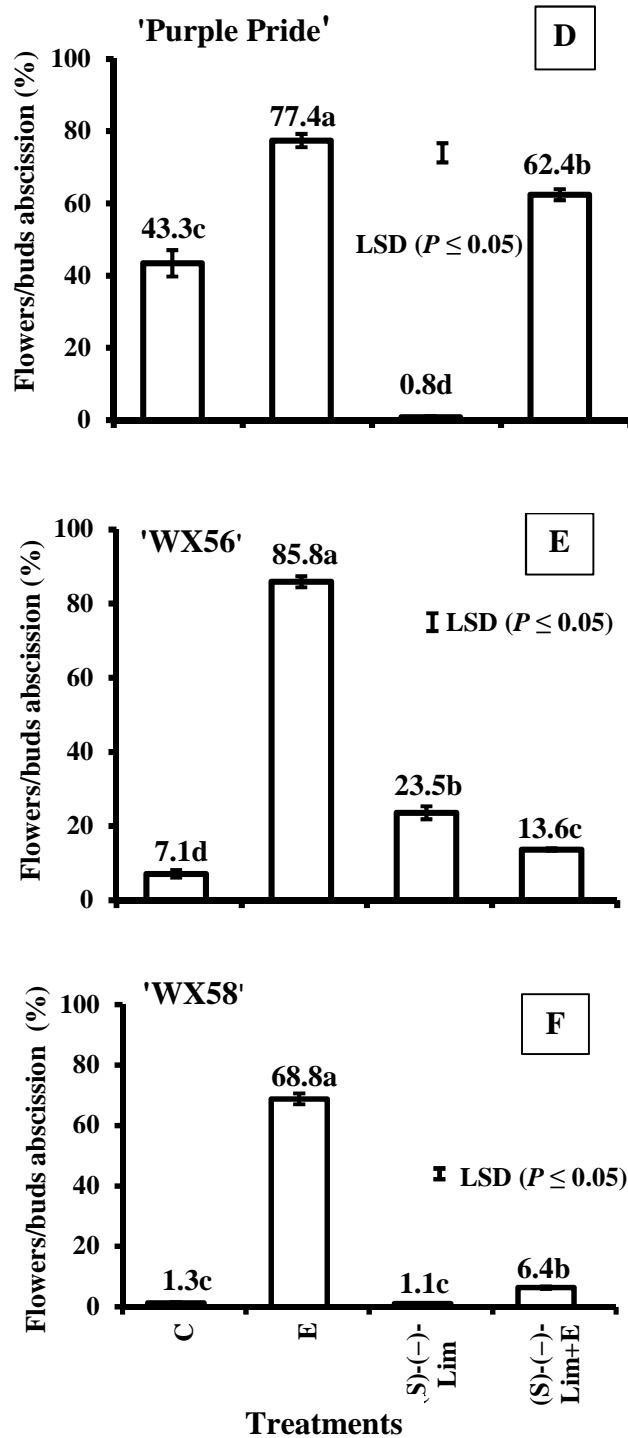 'Purple Pride'
D
Flowers/buds abscission (%)
100
80
60
40
20
0
43.3c
77.4a
0.8d
62.4b
LSD (P ≤ 0.05)
'WX56'
E
Flowers/buds abscission (%)
100
80
60
40
20
0
7.1d
85.8a
23.5b
13.6c
LSD (P ≤ 0.05)
'WX58'
F
Flowers/buds abscission (%)
100
80
60
40
20
0
1.3c
68.8a
1.1c
6.4b
LSD (P ≤ 0.05)
C
E
S)-(−)-
Lim
(S)-(−)-
Lim+E
Treatments